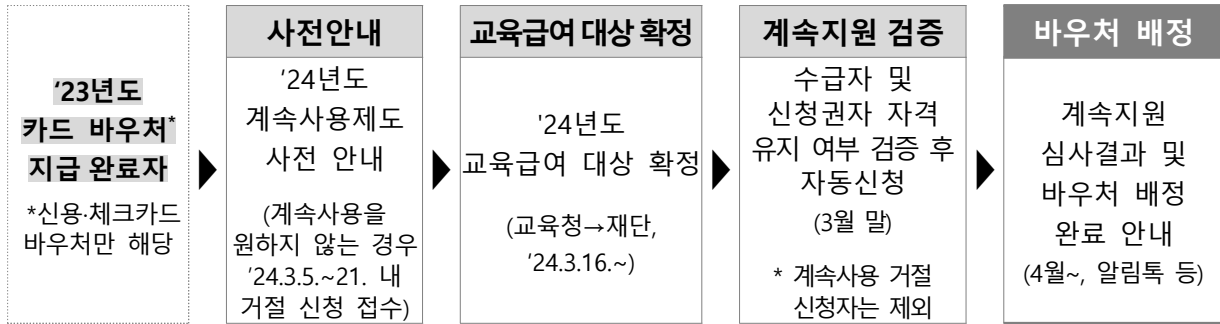 ‘23년도
카드 바우처*
지급 완료자
*신용·체크카드
바우처만 해당
사전안내
‘24년도
계속사용제도
사전 안내
(계속사용을
원하지 않는 경우
‘24.3.5.~21. 내
거절 신청 접수)
교육급여 대상 확정
'24년도
교육급여 대상 확정
(교육청→재단,
‘24.3.16.~)
계속지원 검증
수급자 및
신청권자 자격
유지 여부 검증 후
자동신청
(3월 말)
* 계속사용 거절
신청자는 제외
바우처 배정
계속지원
심사결과 및
바우처 배정
완료 안내
(4월~, 알림톡 등)